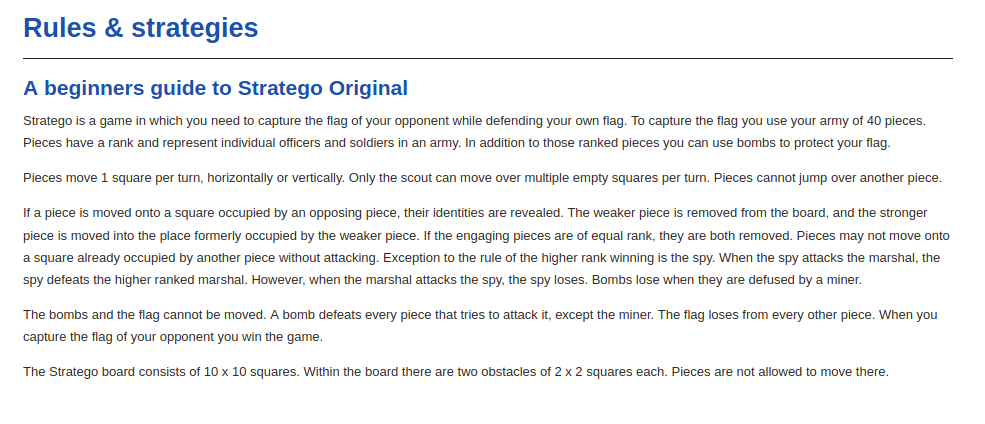 Rules & strategies
A beginners guide to Stratego Original
Stratego is a game in which you need to capture the flag of your opponent while defending your own flag. To capture the flag you use your army of 40 pieces.
Pieces have a rank and represent individual officers and soldiers in an army. In addition to those ranked pieces you can use bombs to protect your flag.
Pieces move 1 square per turn, horizontally or vertically. Only the scout can move over multiple empty squares per turn. Pieces cannot jump over another piece.
If a piece is moved onto a square occupied by an opposing piece, their identities are revealed. The weaker piece is removed from the board, and the stronger
piece is moved into the place formerly occupied by the weaker piece. If the engaging pieces are of equal rank, they are both removed. Pieces may not move onto
a square already occupied by another piece without attacking. Exception to the rule of the higher rank winning is the spy. When the spy attacks the marshal, the
spy defeats the higher ranked marshal. However, when the marshal attacks the spy, the spy loses. Bombs lose when they are defused by a miner.
The bombs and the flag cannot be moved. A bomb defeats every piece that tries to attack it, except the miner. The flag loses from every other piece. When you
capture the flag of your opponent you win the game.
The Stratego board consists of 10 x 10 squares. Within the board there are two obstacles of 2 x 2 squares each. Pieces are not allowed to move there.